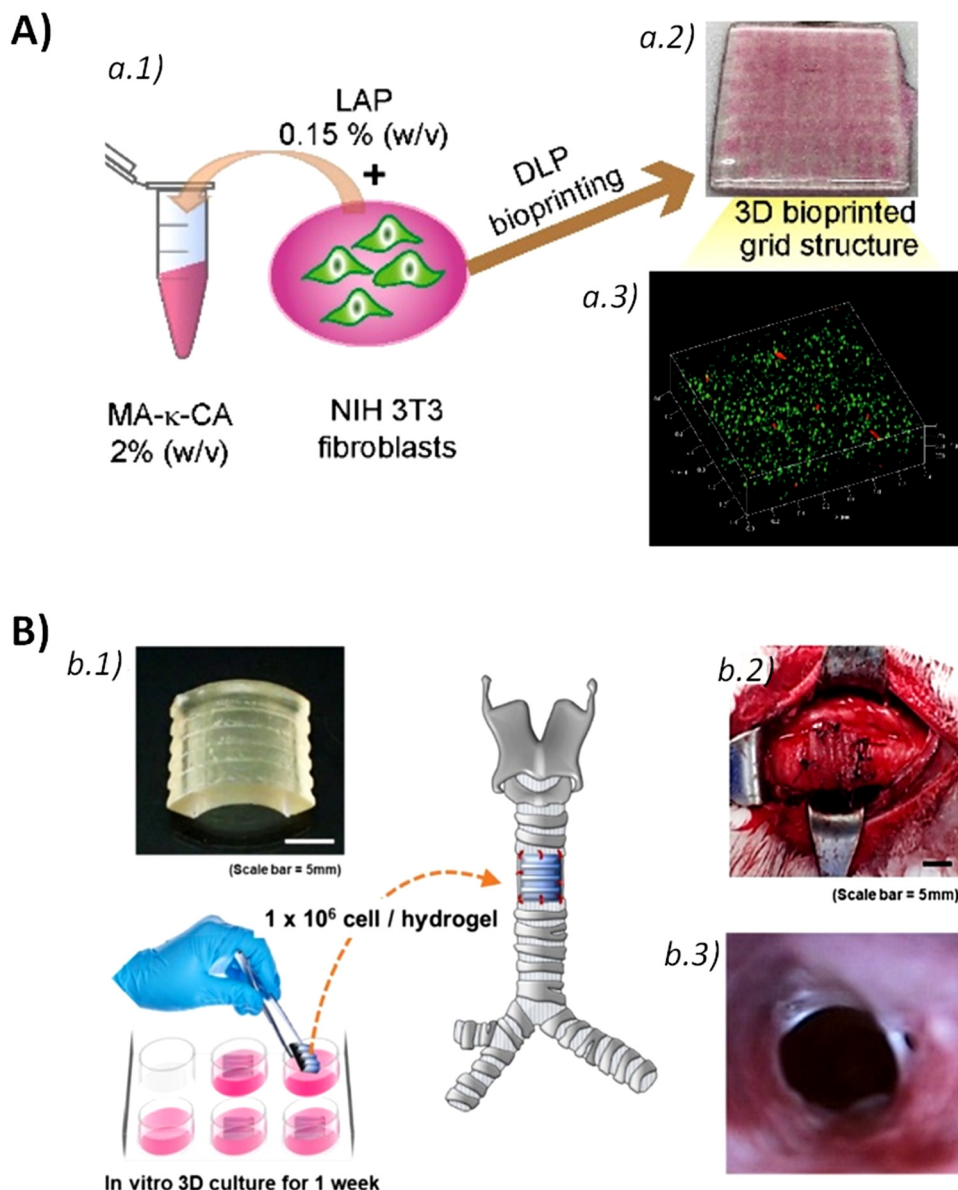 A)
a.1)
LAP
0.15 % (w/v)
+
MA-κ-CA
2% (w/v)
NIH 3T3
fibroblasts
DLP
bioprinting
a.2)
3D bioprinted
grid structure
a.3)
B)
b.1)
(Scale bar = 5mm)
1 x 10⁶ cell / hydrogel
In vitro 3D culture for 1 week
b.2)
(Scale bar = 5mm)
b.3)